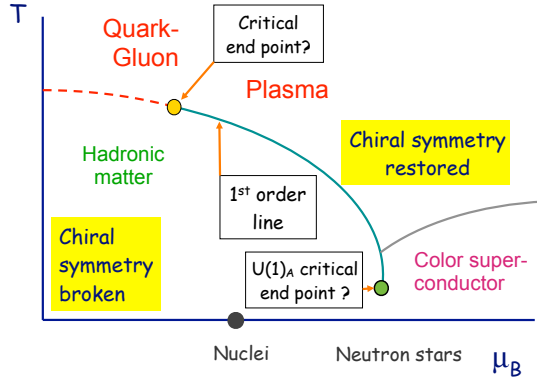 T
Quark-
Gluon
Critical
end point?
Plasma
Hadronic
matter
Chiral symmetry
restored
1st order
line
Chiral
symmetry
broken
U(1)A critical
end point ?
Color super-
conductor
Nuclei
Neutron stars
μB